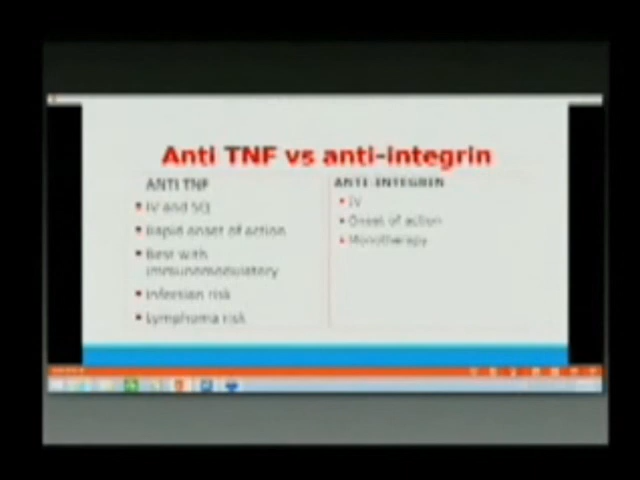 Anti TNF vs anti-integrin
ANTI TNF
IV and SQ
Rapid onset of action
Best with
immunomodulatory
Infection risk
Lymphoma risk
ANTI-INTEGRIN
IV
Onset of action
Monotherapy